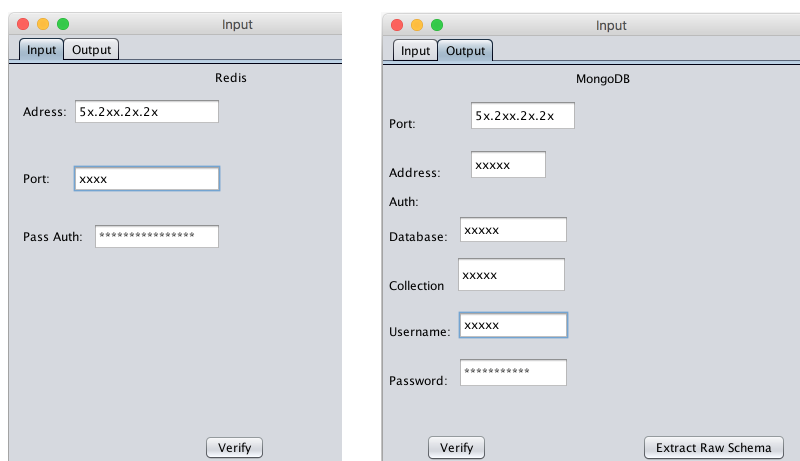 Input
Input Output
Redis
Adress: 5x.2xx.2x.2x
Port: xxxx
Pass Auth: ****************
Verify
Input
Input Output
MongoDB
Port: 5x.2xx.2x.2x
Address: xxxxx
Auth:
Database: xxxxx
Collection xxxxx
Username: xxxxx
Password: ***********
Verify Extract Raw Schema